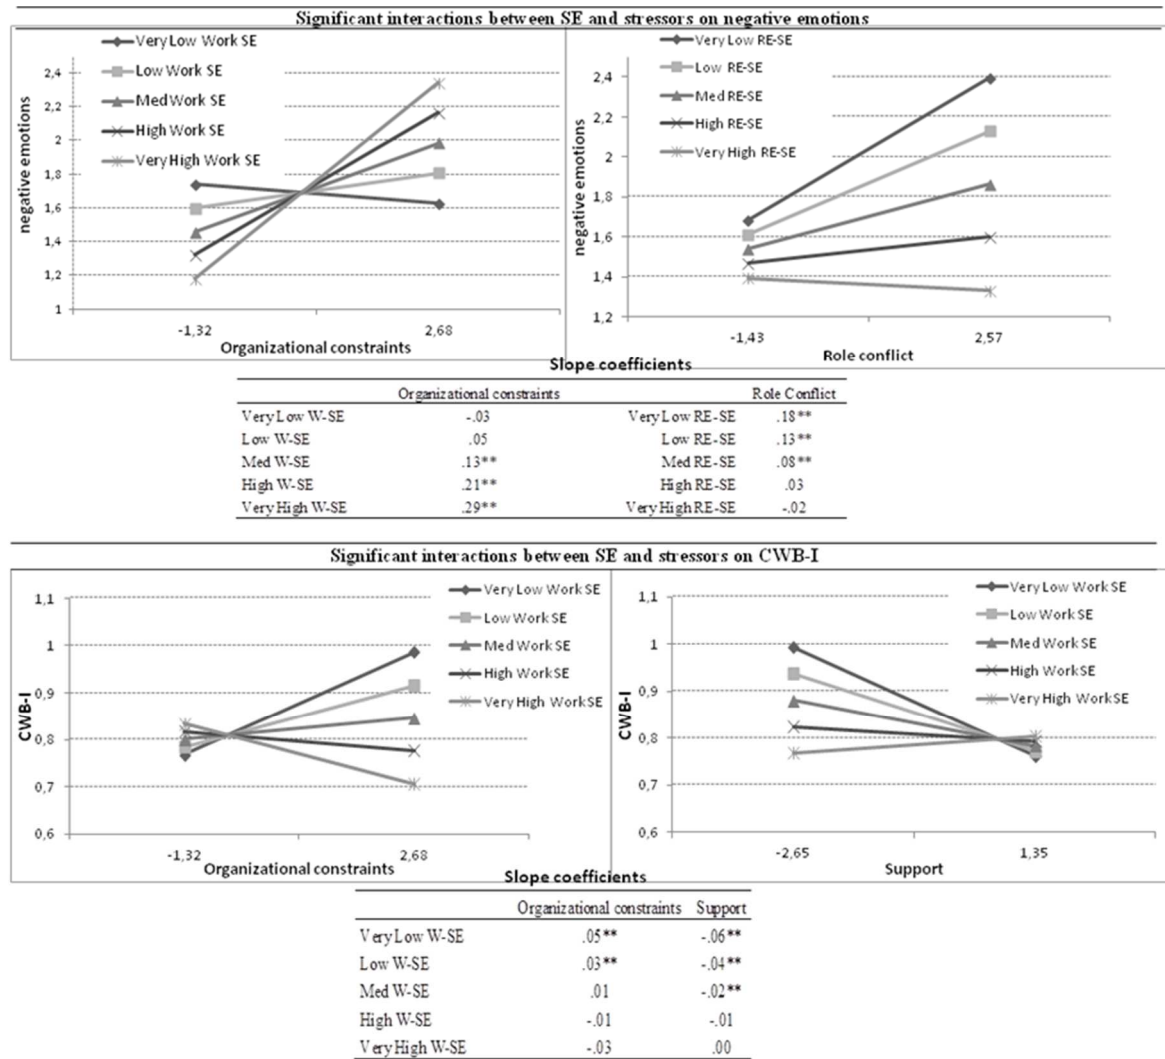 Significant interactions between SE and stressors on negative emotions
Very Low Work SE
Low Work SE
Med Work SE
High Work SE
Very High Work SE
2,4
2,2
2
1,8
1,6
1,4
1,2
1
negative emotions
-1,32
2,68
Organizational constraints
Very Low RE-SE
Low RE-SE
Med RE-SE
High RE-SE
Very High RE-SE
2,4
2,2
2
1,8
1,6
1,4
1,2
negative emotions
-1,43
2,57
Role conflict
Slope coefficients
Organizational constraints Role Conflict
Very Low W-SE -.03 Very Low RE-SE .18**
Low W-SE .05 Low RE-SE .13**
Med W-SE .13** Med RE-SE .08**
High W-SE .21** High RE-SE .03
Very High W-SE .29** Very High RE-SE -.02
Significant interactions between SE and stressors on CWB-I
1,1
1
0,9
0,8
0,7
0,6
CWB-I
Very Low Work SE
Low Work SE
Med Work SE
High Work SE
Very High Work SE
-1,32
2,68
Organizational constraints
1,1
1
0,9
0,8
0,7
0,6
CWB-I
Very Low Work SE
Low Work SE
Med Work SE
High Work SE
Very High Work SE
-2,65
1,35
Support
Slope coefficients
Organizational constraints Support
Very Low W-SE .05** -.06**
Low W-SE .03** -.04**
Med W-SE .01 -.02**
High W-SE -.01 -.01
Very High W-SE -.03 .00